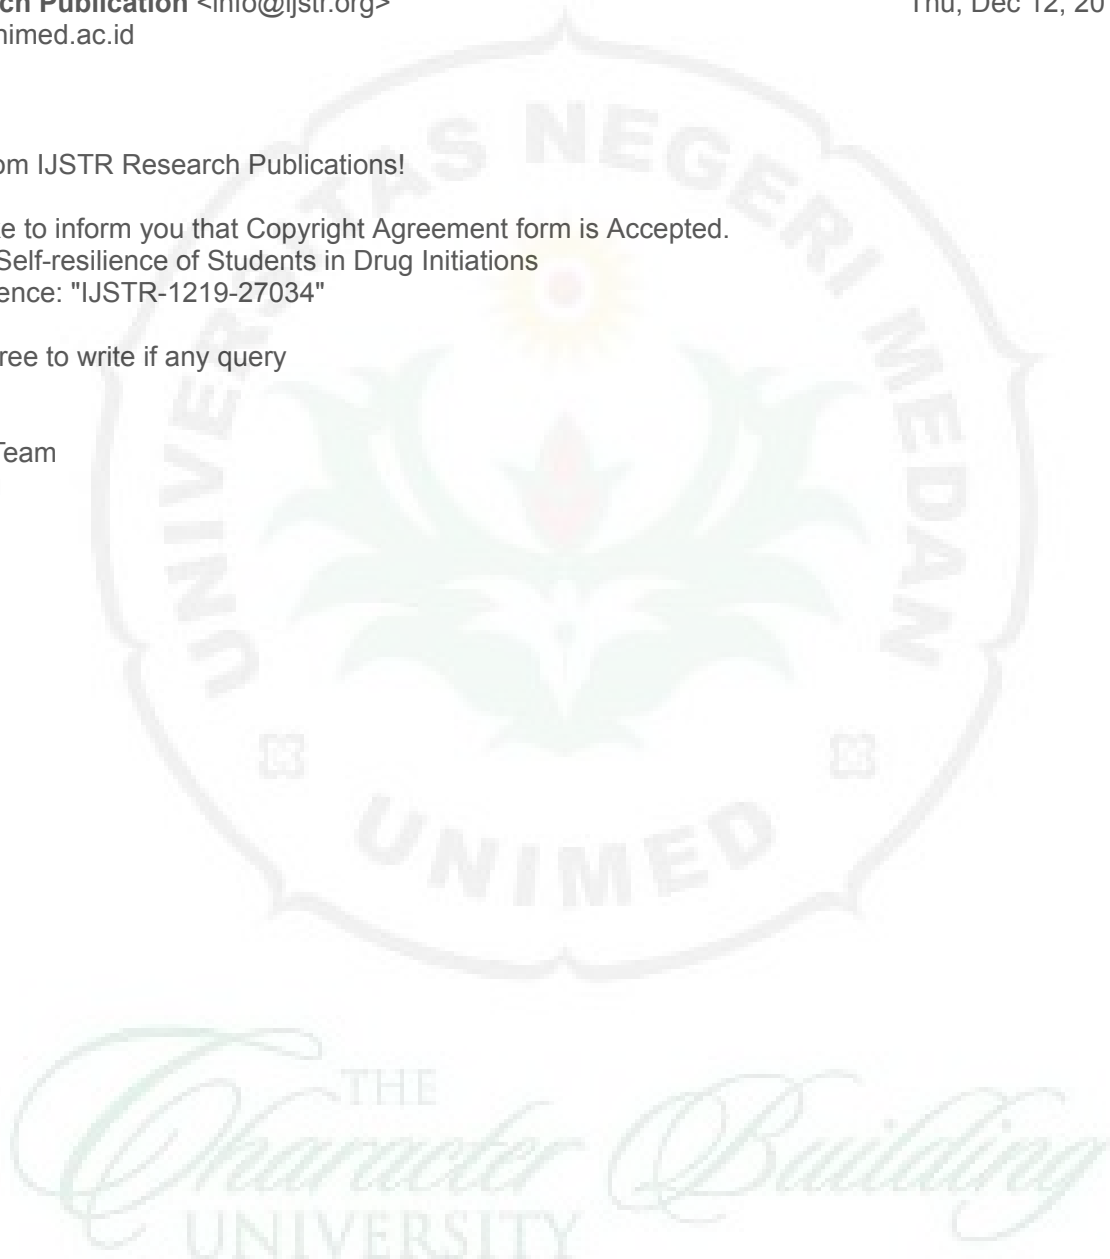 ch Publication <info@ijstr.org>
Thu, Dec 12, 20
nimed.ac.id
om IJSTR Research Publications!
ke to inform you that Copyright Agreement form is Accepted.
Self-resilience of Students in Drug Initiations
ence: "IJSTR-1219-27034"
ree to write if any query
Team
UNIVERSITAS NEGERI MEDAN
UNIMED
THE
Character Building
UNIVERSITY